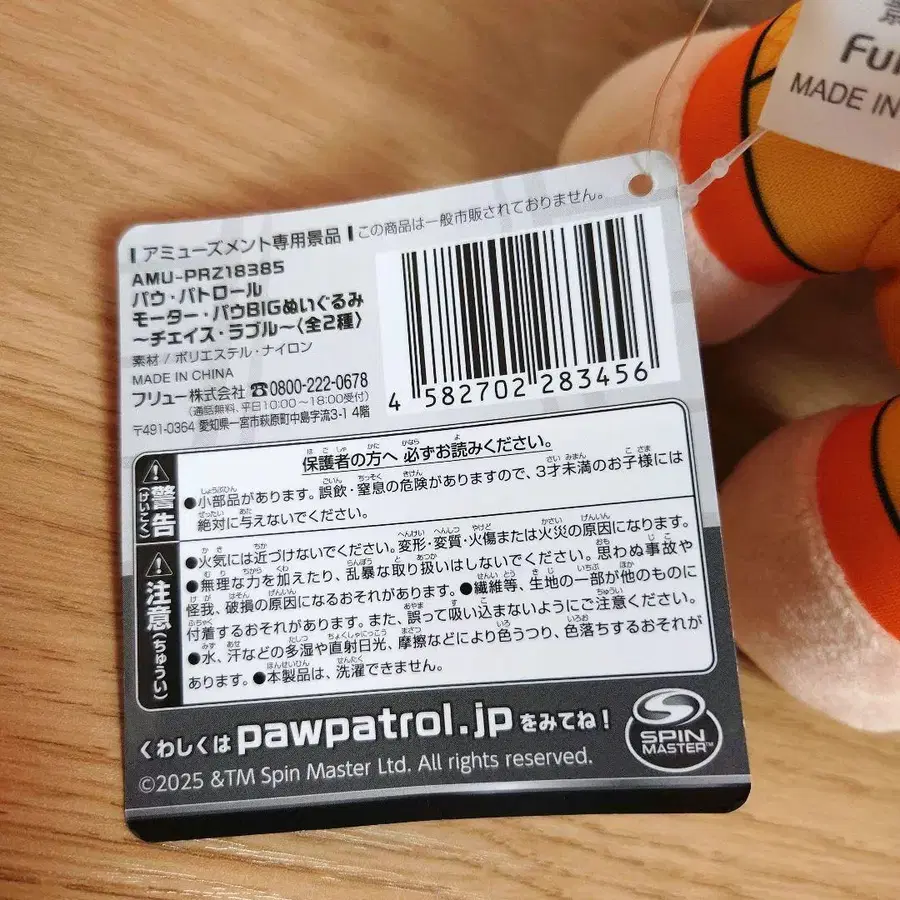 アミューズメント専用景品 この商品は一般市販されておりません。
AMU-PRZ18385
パウ・パトロール
モーター・パウBIGぬいぐるみ
～チェイス・ラブル～〈全2種〉
素材 / ポリエステル・ナイロン
MADE IN CHINA
フリュー株式会社 ☎0800-222-0678
(通話無料、平日10:00～18:00受付)
〒491-0364 愛知県一宮市萩原町中島字流3-1 4階
4 582702 283456
警告(けいこく)
保護者の方へ 必ずお読みください。
●小部品があります。誤飲・窒息の危険がありますので、3才未満のお子様には
絶対に与えないでください。
注意(ちゅうい)
●火気には近づけないでください。変形・変質・火傷または火災の原因になります。
●無理な力を加えたり、乱暴な取り扱いはしないでください。思わぬ事故や
怪我、破損の原因になるおそれがあります。●繊維等、生地の一部が他のものに
付着するおそれがあります。また、誤って吸い込まないようにご注意ください。
●水、汗などの多湿や直射日光、摩擦などにより色うつり、色落ちするおそれが
あります。●本製品は、洗濯できません。
くわしくは pawpatrol.jp をみてね！
©2025 &TM Spin Master Ltd. All rights reserved.
SPIN
MASTER™
MADE IN